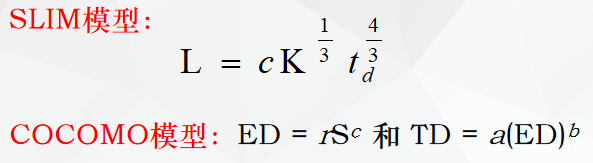 SLIM模型:
L = c K^{1/3} t_d^{4/3}
COCOMO模型: ED = rS^c 和 TD = a(ED)^b